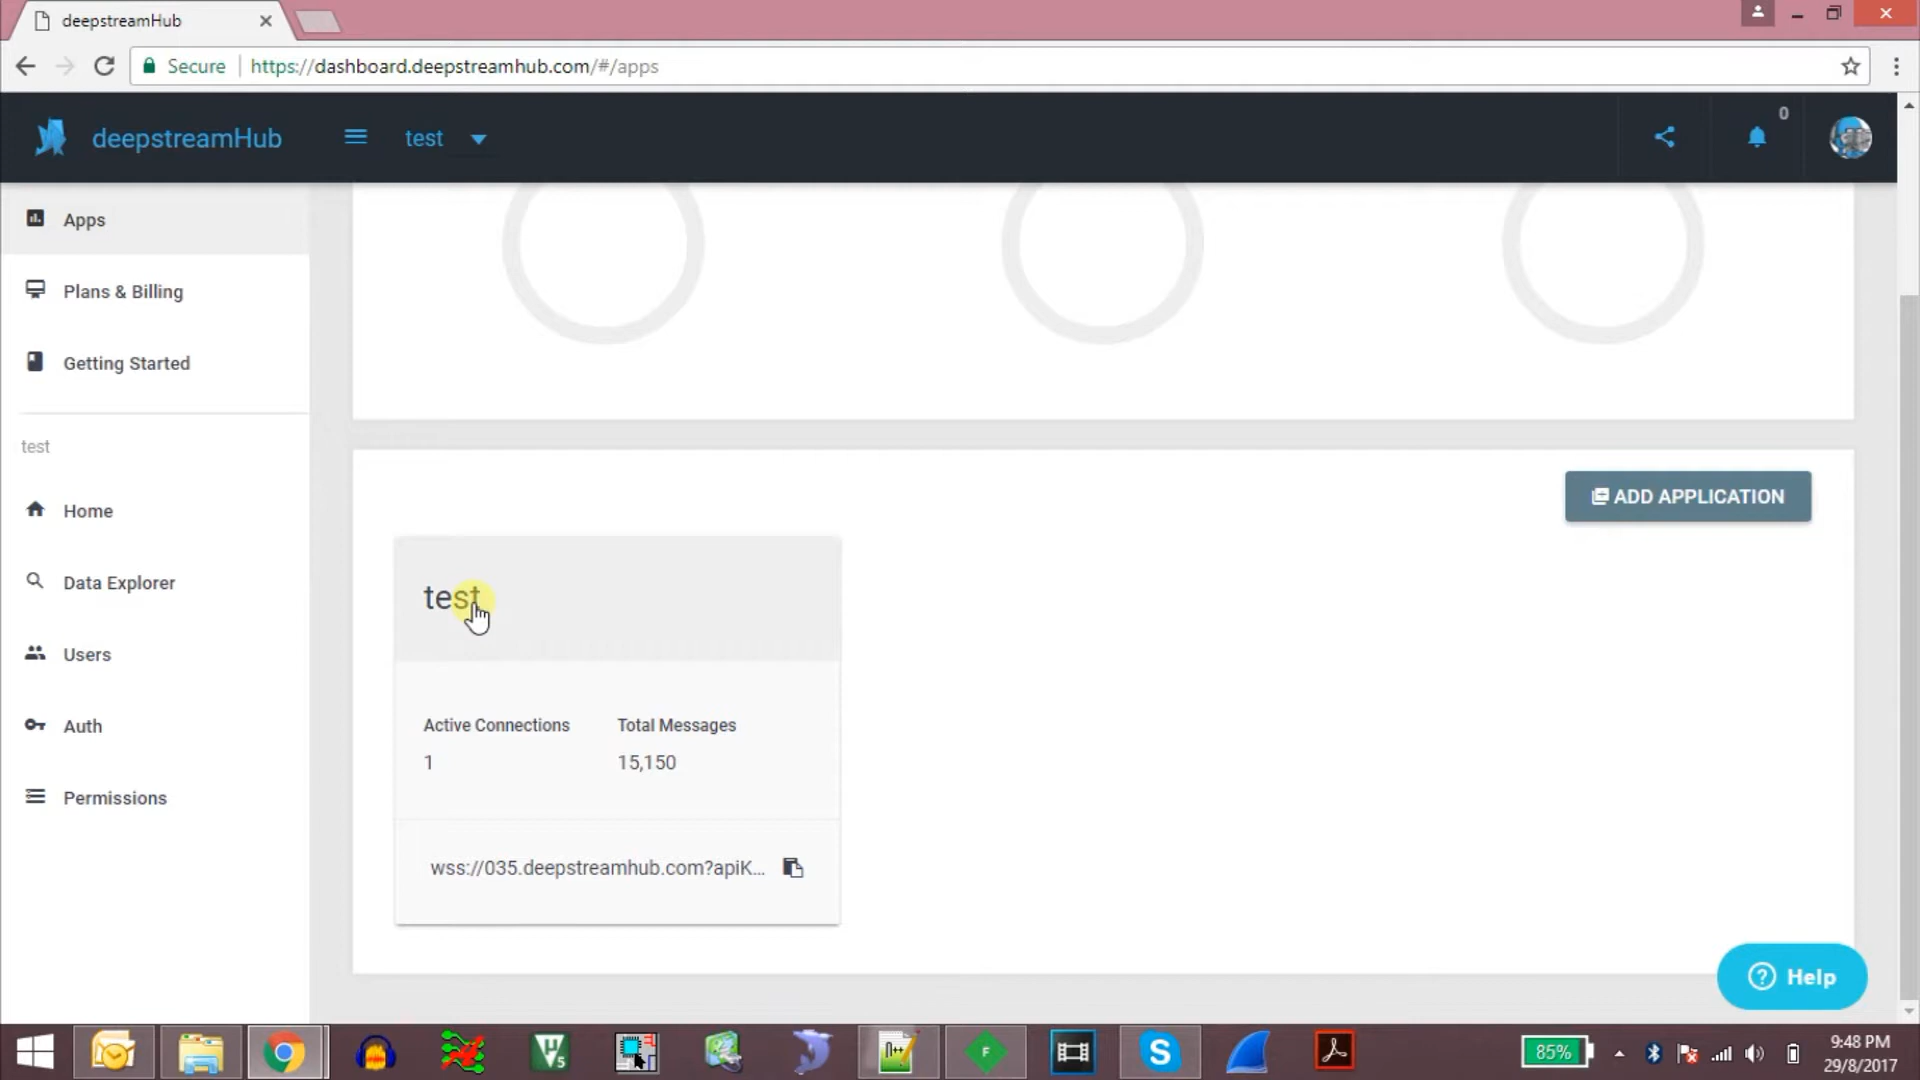 deepstreamHub
Secure
https://dashboard.deepstreamhub.com/#/apps
deepstreamHub
test
0
Apps
Plans & Billing
Getting Started
test
Home
Data Explorer
Users
Auth
Permissions
ADD APPLICATION
test
Active Connections
Total Messages
1
15,150
wss://035.deepstreamhub.com?apiK...
Help
85%
9:48 PM
29/8/2017